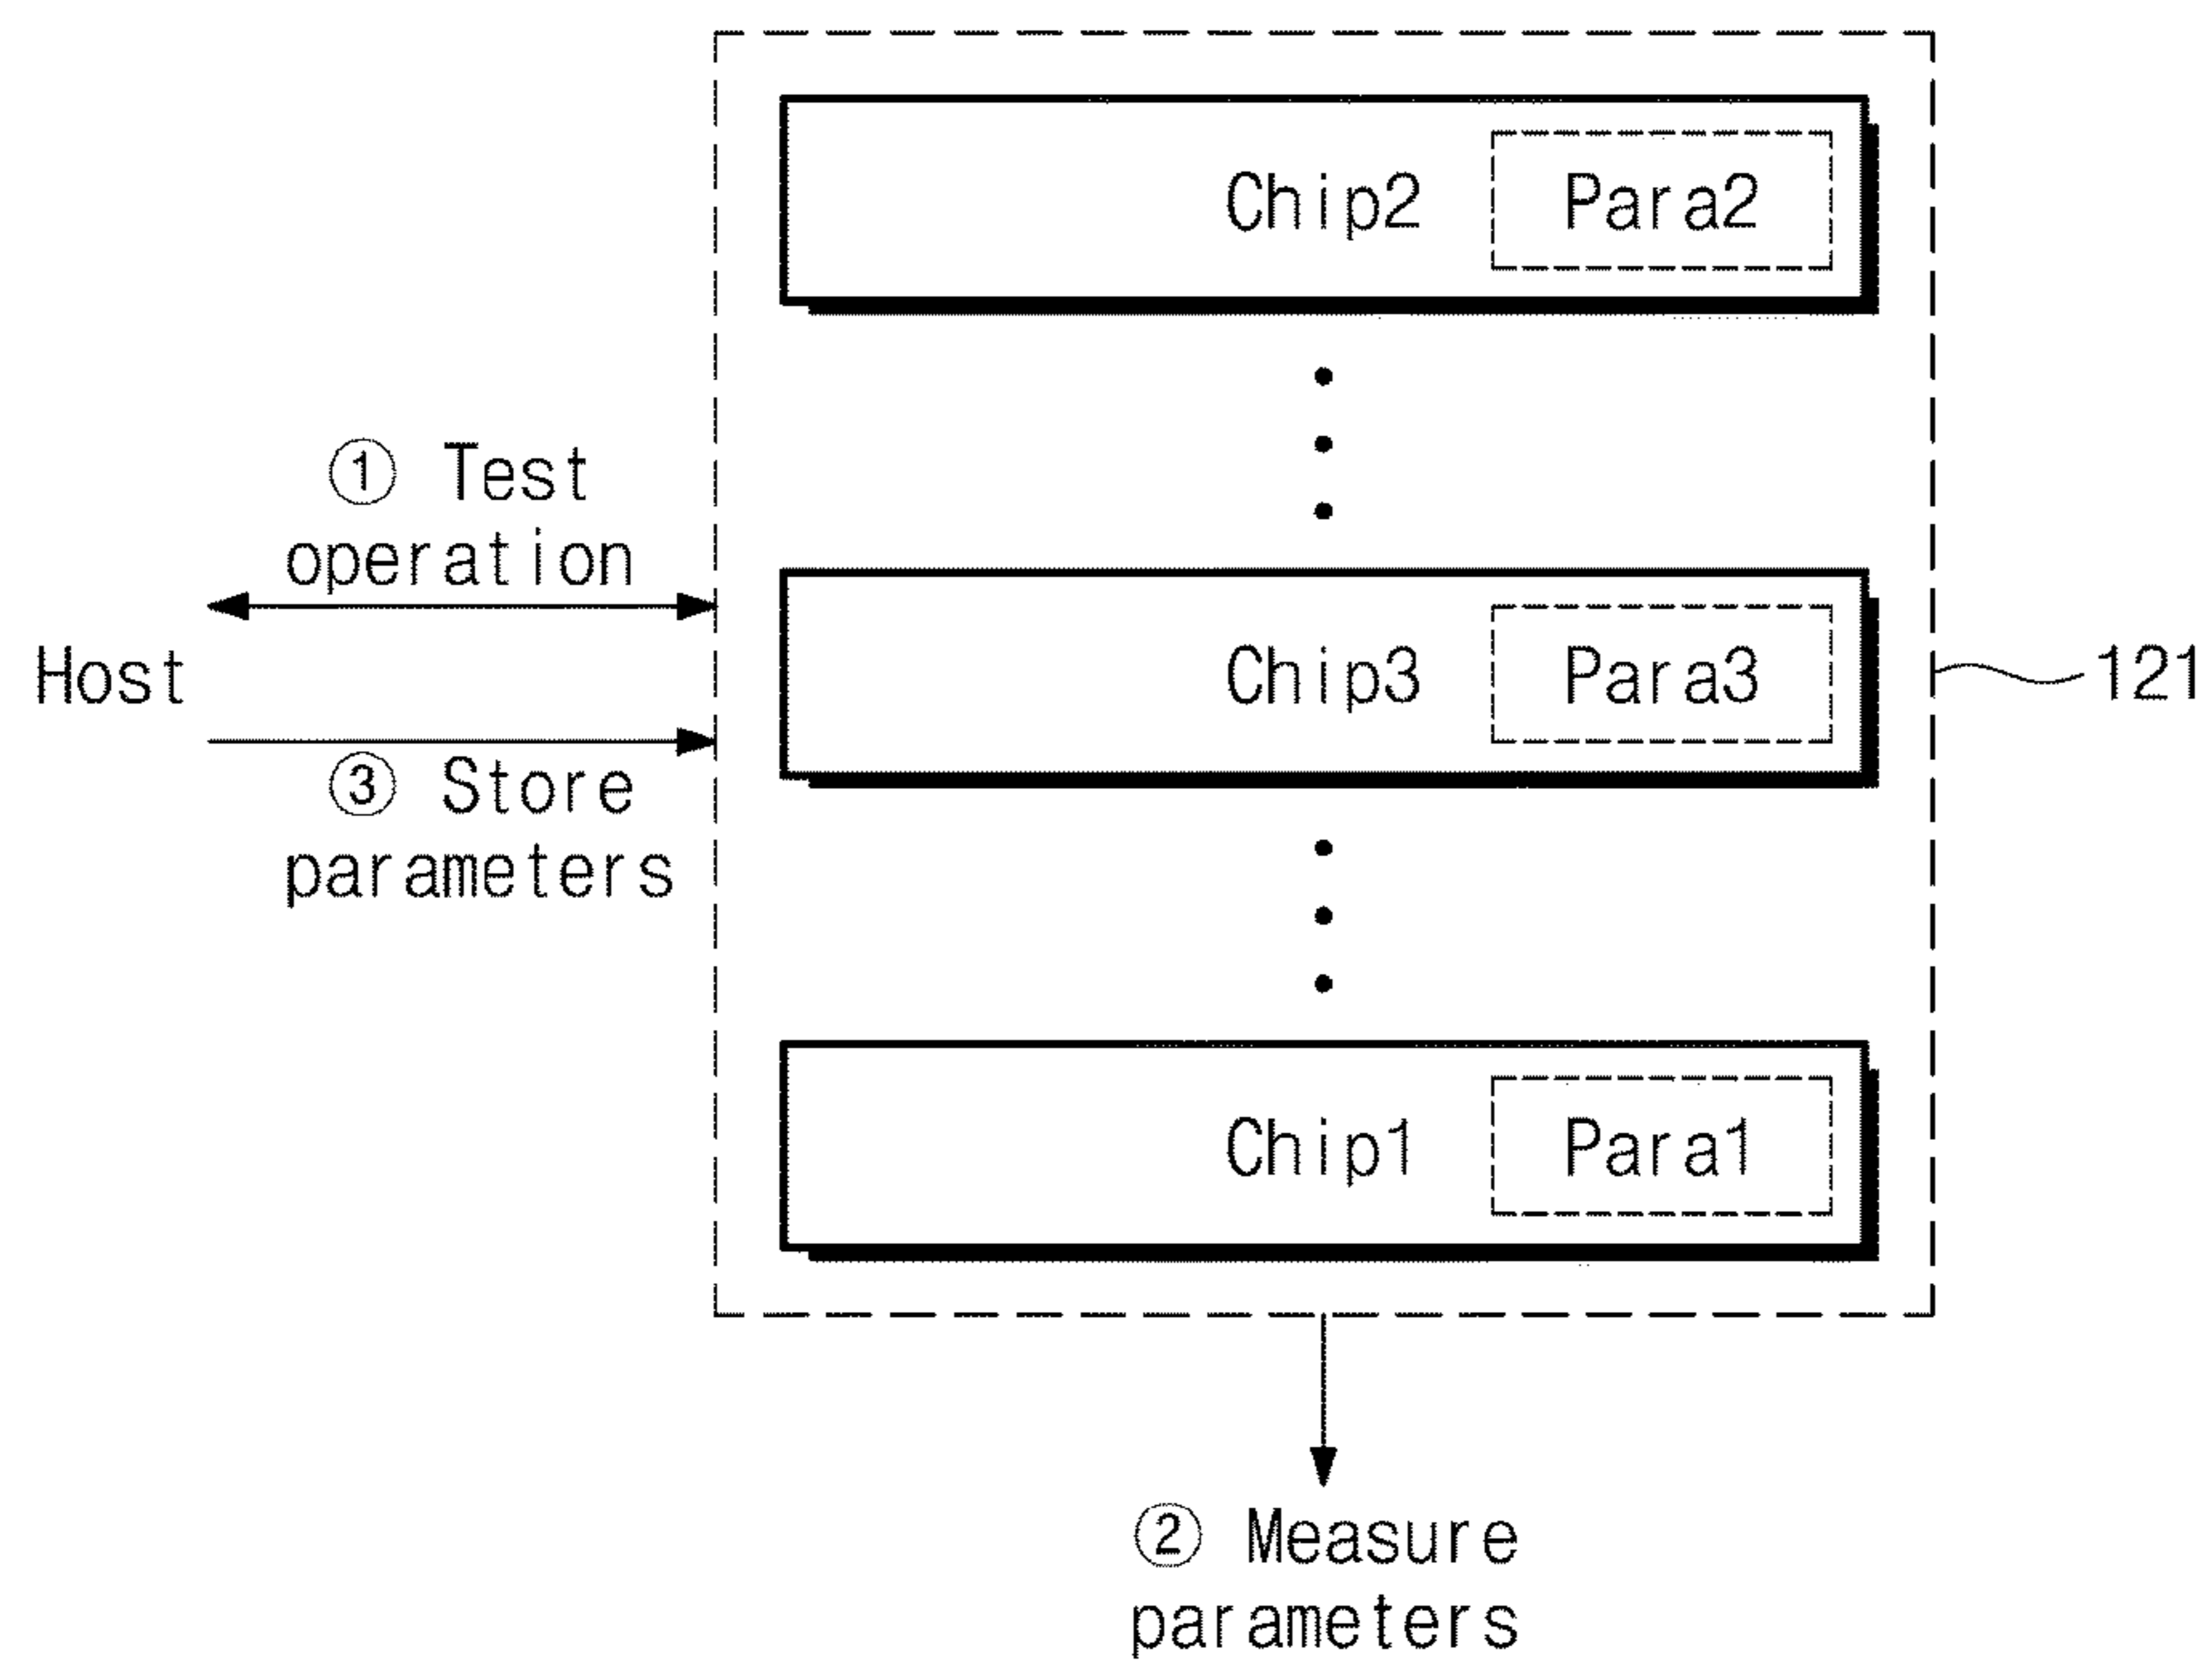 Chip2 Para2
① Test
operation
Host
Chip3 Para3
121
③ Store
parameters
Chip1 Para1
② Measure
parameters